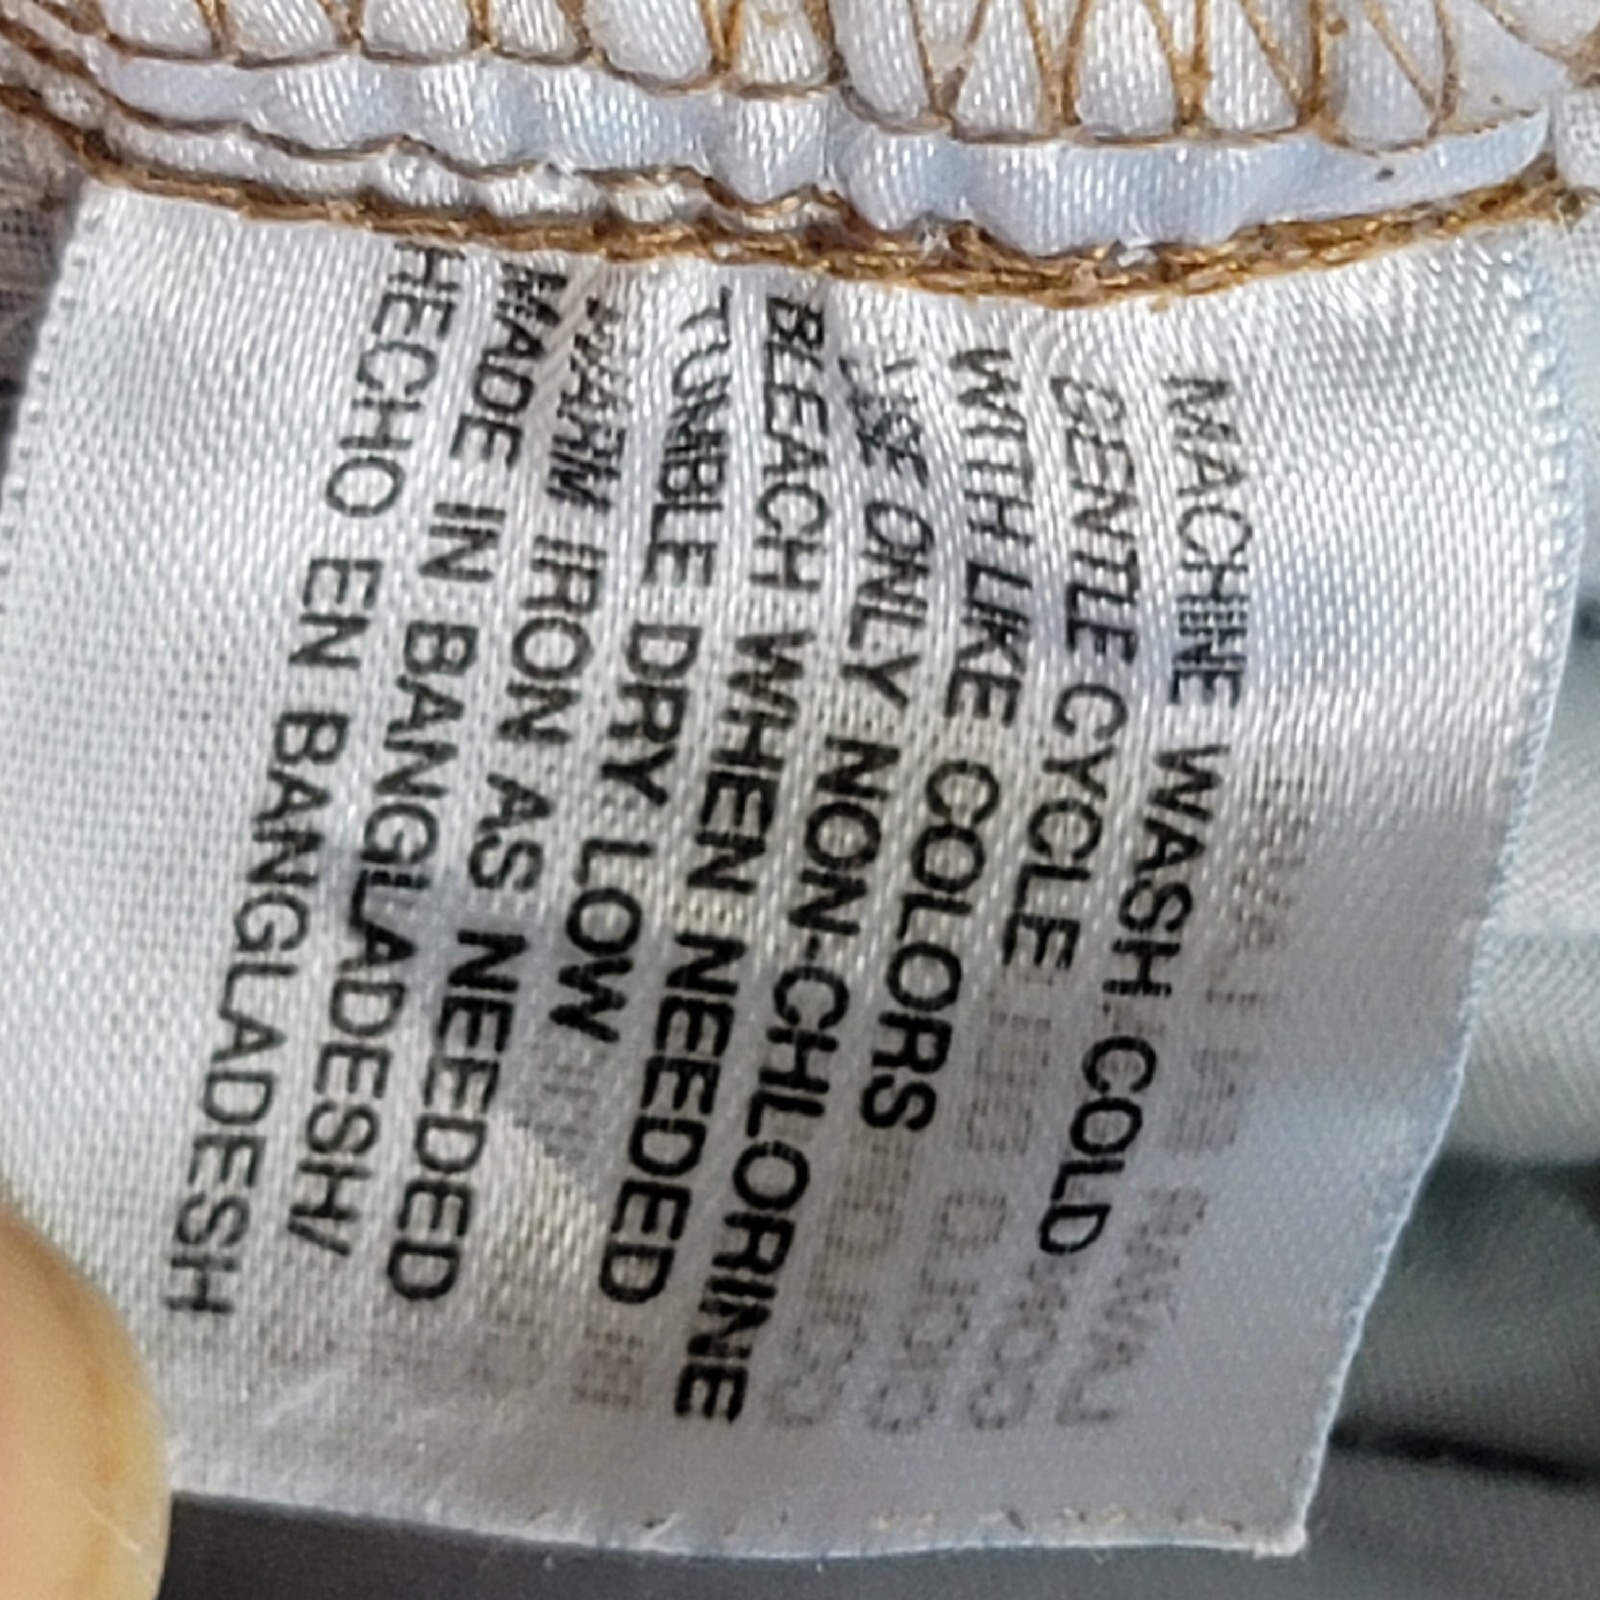 MACHINE WASH. COLD
GENTLE CYCLE
WITH LIKE COLORS
USE ONLY NON-CHLORINE
BLEACH WHEN NEEDED
TUMBLE DRY LOW
WARM IRON AS NEEDED
MADE IN BANGLADESH/
HECHO EN BANGLADESH